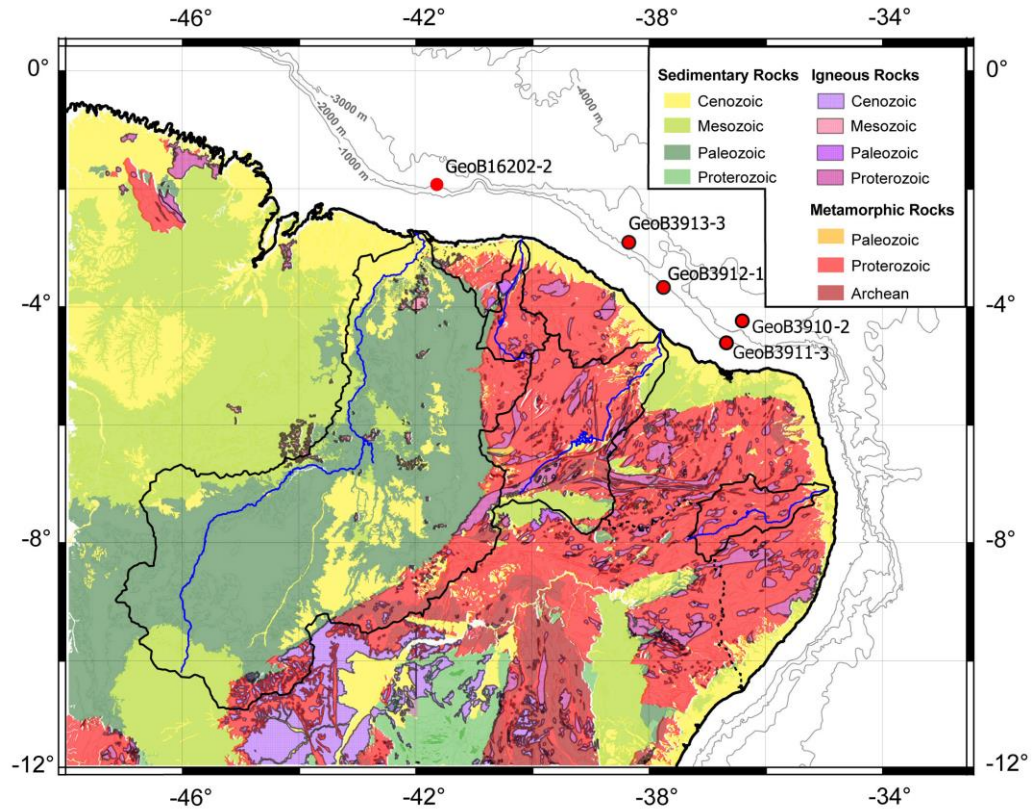 -46° -42° -38° -34°
0° 0°
-4000 m
-3000 m
-2000 m
-1000 m
Sedimentary Rocks Igneous Rocks
Cenozoic Cenozoic
Mesozoic Mesozoic
Paleozoic Paleozoic
Proterozoic Proterozoic
Metamorphic Rocks
Paleozoic
Proterozoic
Archean
GeoB16202-2
GeoB3913-3
GeoB3912-1
GeoB3910-2
GeoB3911-3
-4° -4°
-8° -8°
-12° -12°
-46° -42° -38° -34°